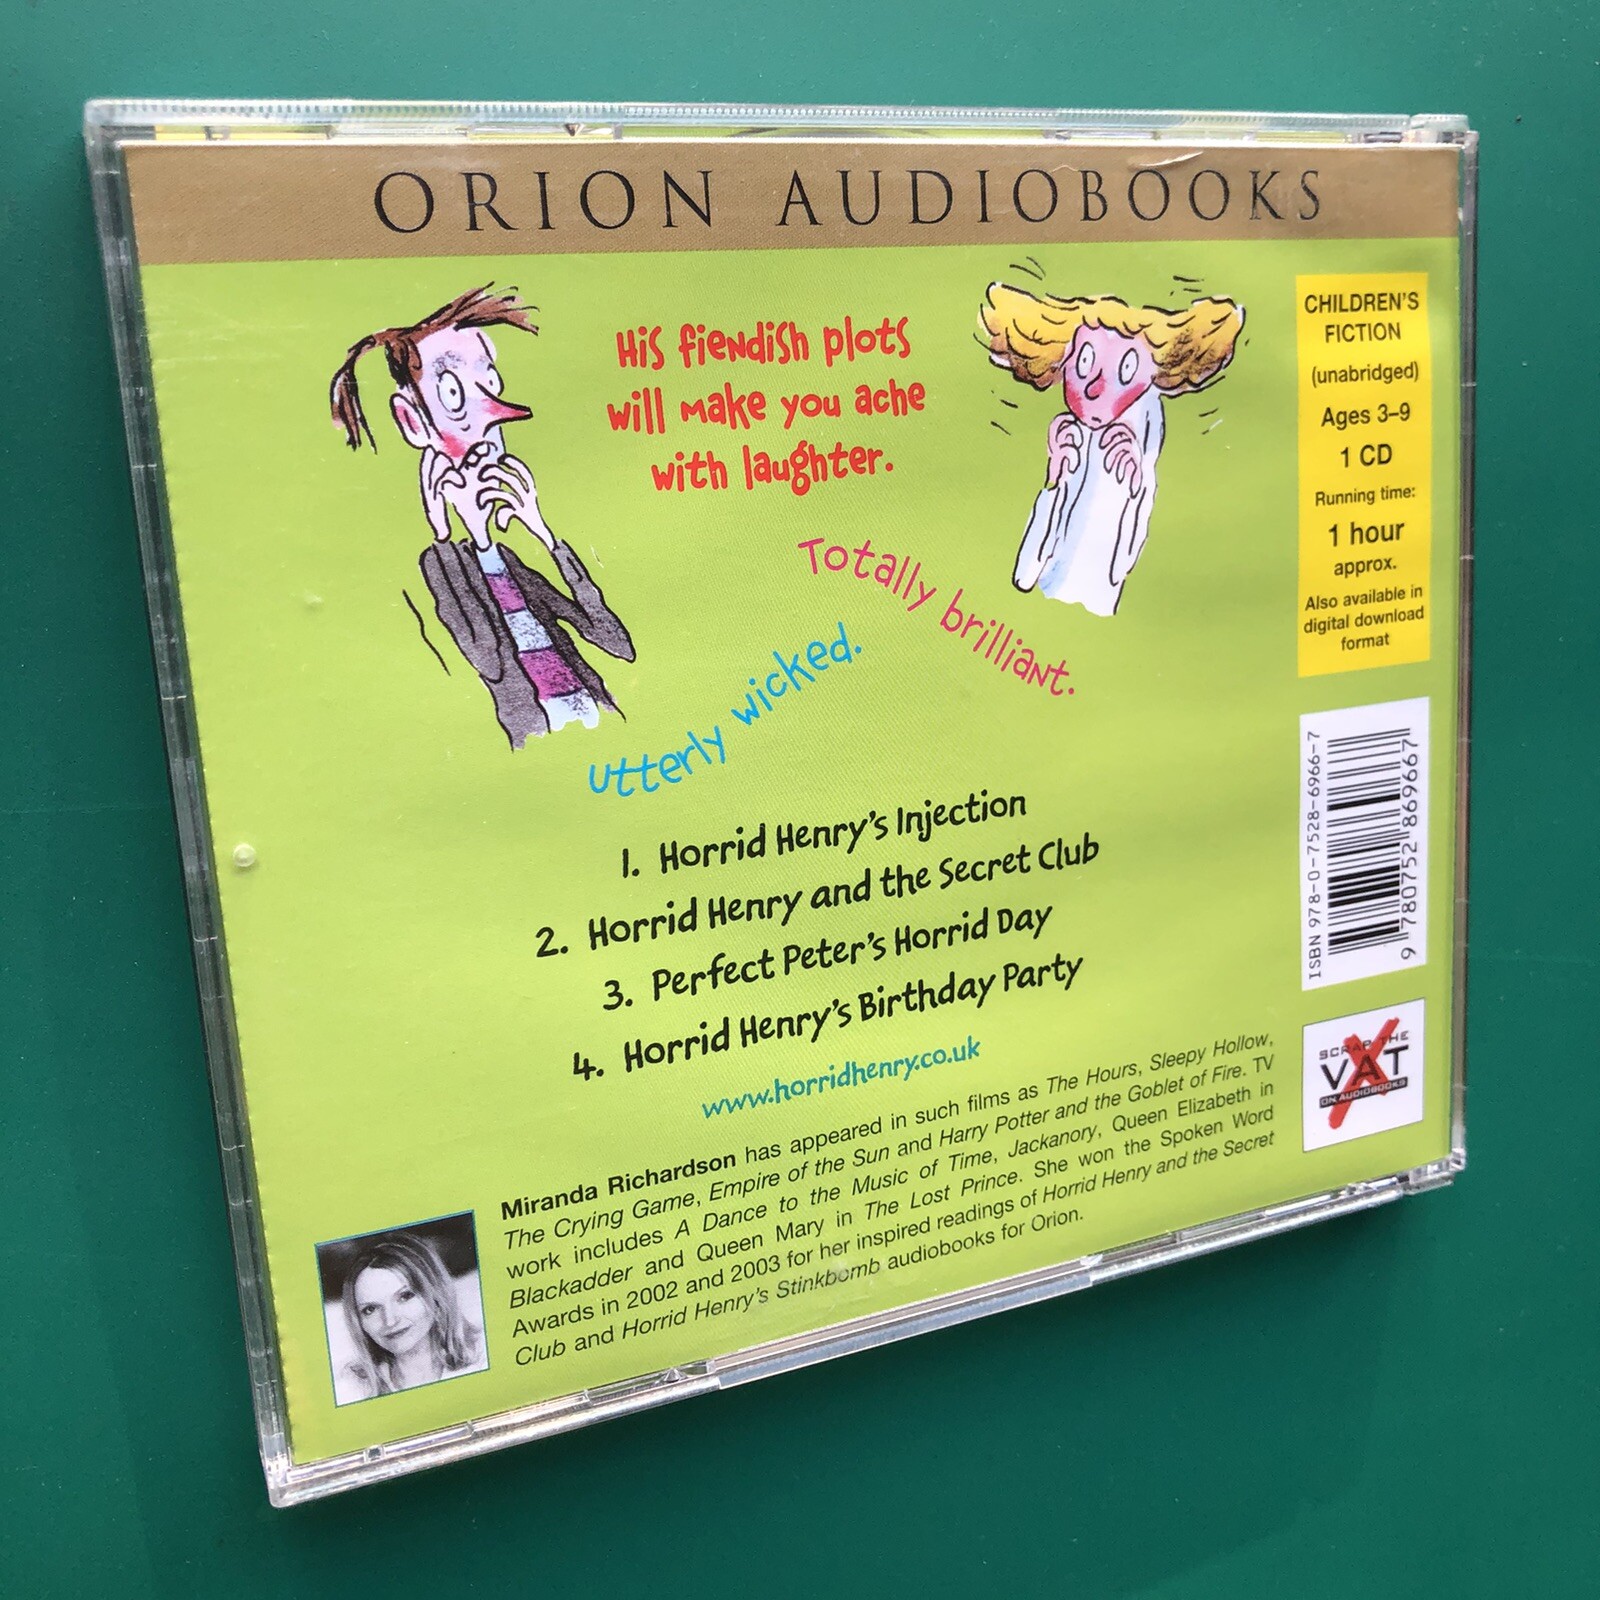 ORION AUDIOBOOKS
His fiendish plots
will make you ache
with laughter.
Totally brilliant.
Utterly wicked.
1. Horrid Henry's Injection
2. Horrid Henry and the Secret Club
3. Perfect Peter's Horrid Day
4. Horrid Henry's Birthday Party
www.horridhenry.co.uk
Miranda Richardson has appeared in such films as The Hours, Sleepy Hollow,
The Crying Game, Empire of the Sun and Harry Potter and the Goblet of Fire. TV
work includes A Dance to the Music of Time, Jackanory, Queen Elizabeth in
Blackadder and Queen Mary in The Lost Prince. She won the Spoken Word
Awards in 2002 and 2003 for her inspired readings of Horrid Henry and the Secret
Club and Horrid Henry's Stinkbomb audiobooks for Orion.
CHILDREN'S
FICTION
(unabridged)
Ages 3–9
1 CD
Running time:
1 hour
approx.
Also available in
digital download
format
ISBN 978-0-7528-6966-7
9 780752 869667
SCRAP THE
VAT
ON AUDIOBOOKS